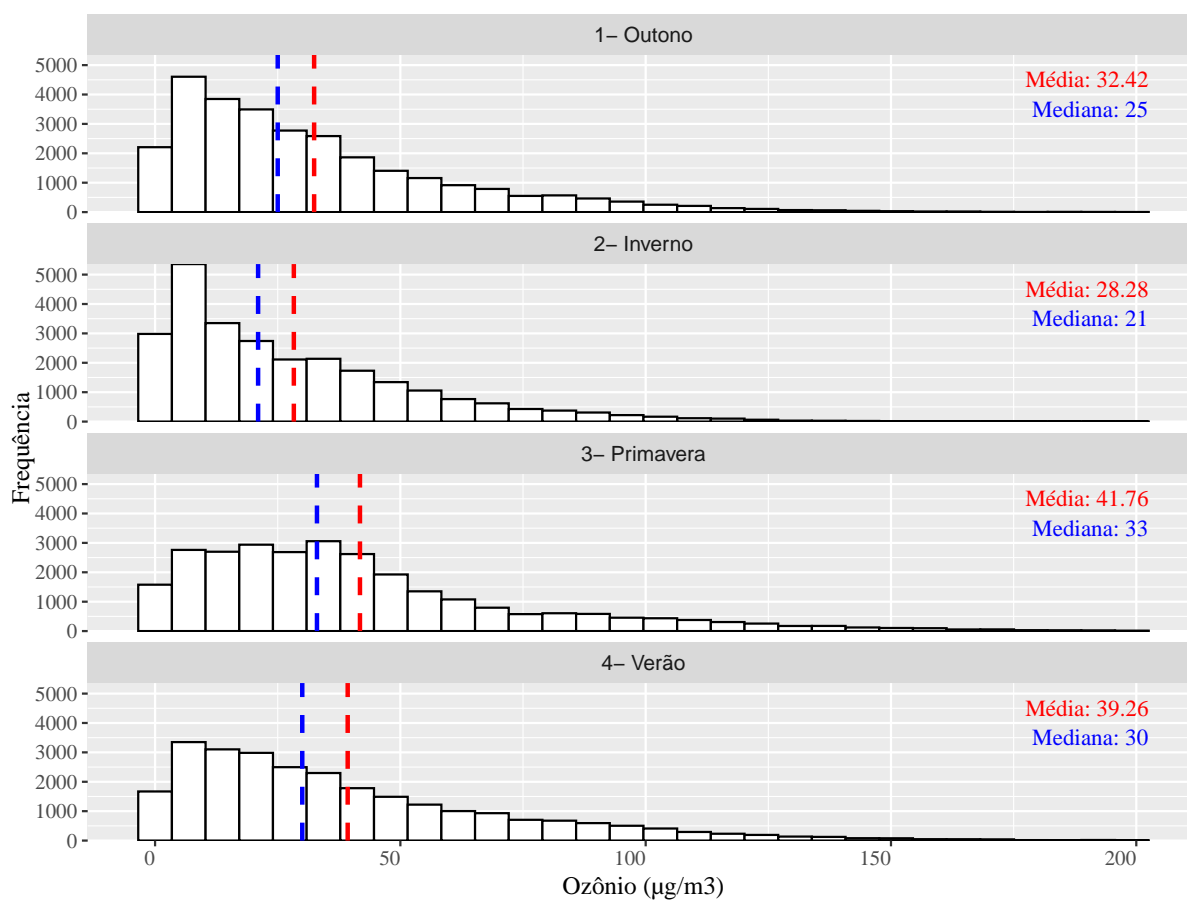 1– Outono
5000
4000
3000
2000
1000
0
Média: 32.42
Mediana: 25
2– Inverno
5000
4000
3000
2000
1000
0
Média: 28.28
Mediana: 21
3– Primavera
5000
4000
3000
2000
1000
0
Média: 41.76
Mediana: 33
4– Verão
5000
4000
3000
2000
1000
0
Média: 39.26
Mediana: 30
Frequência
0 50 100 150 200
Ozônio (µg/m3)